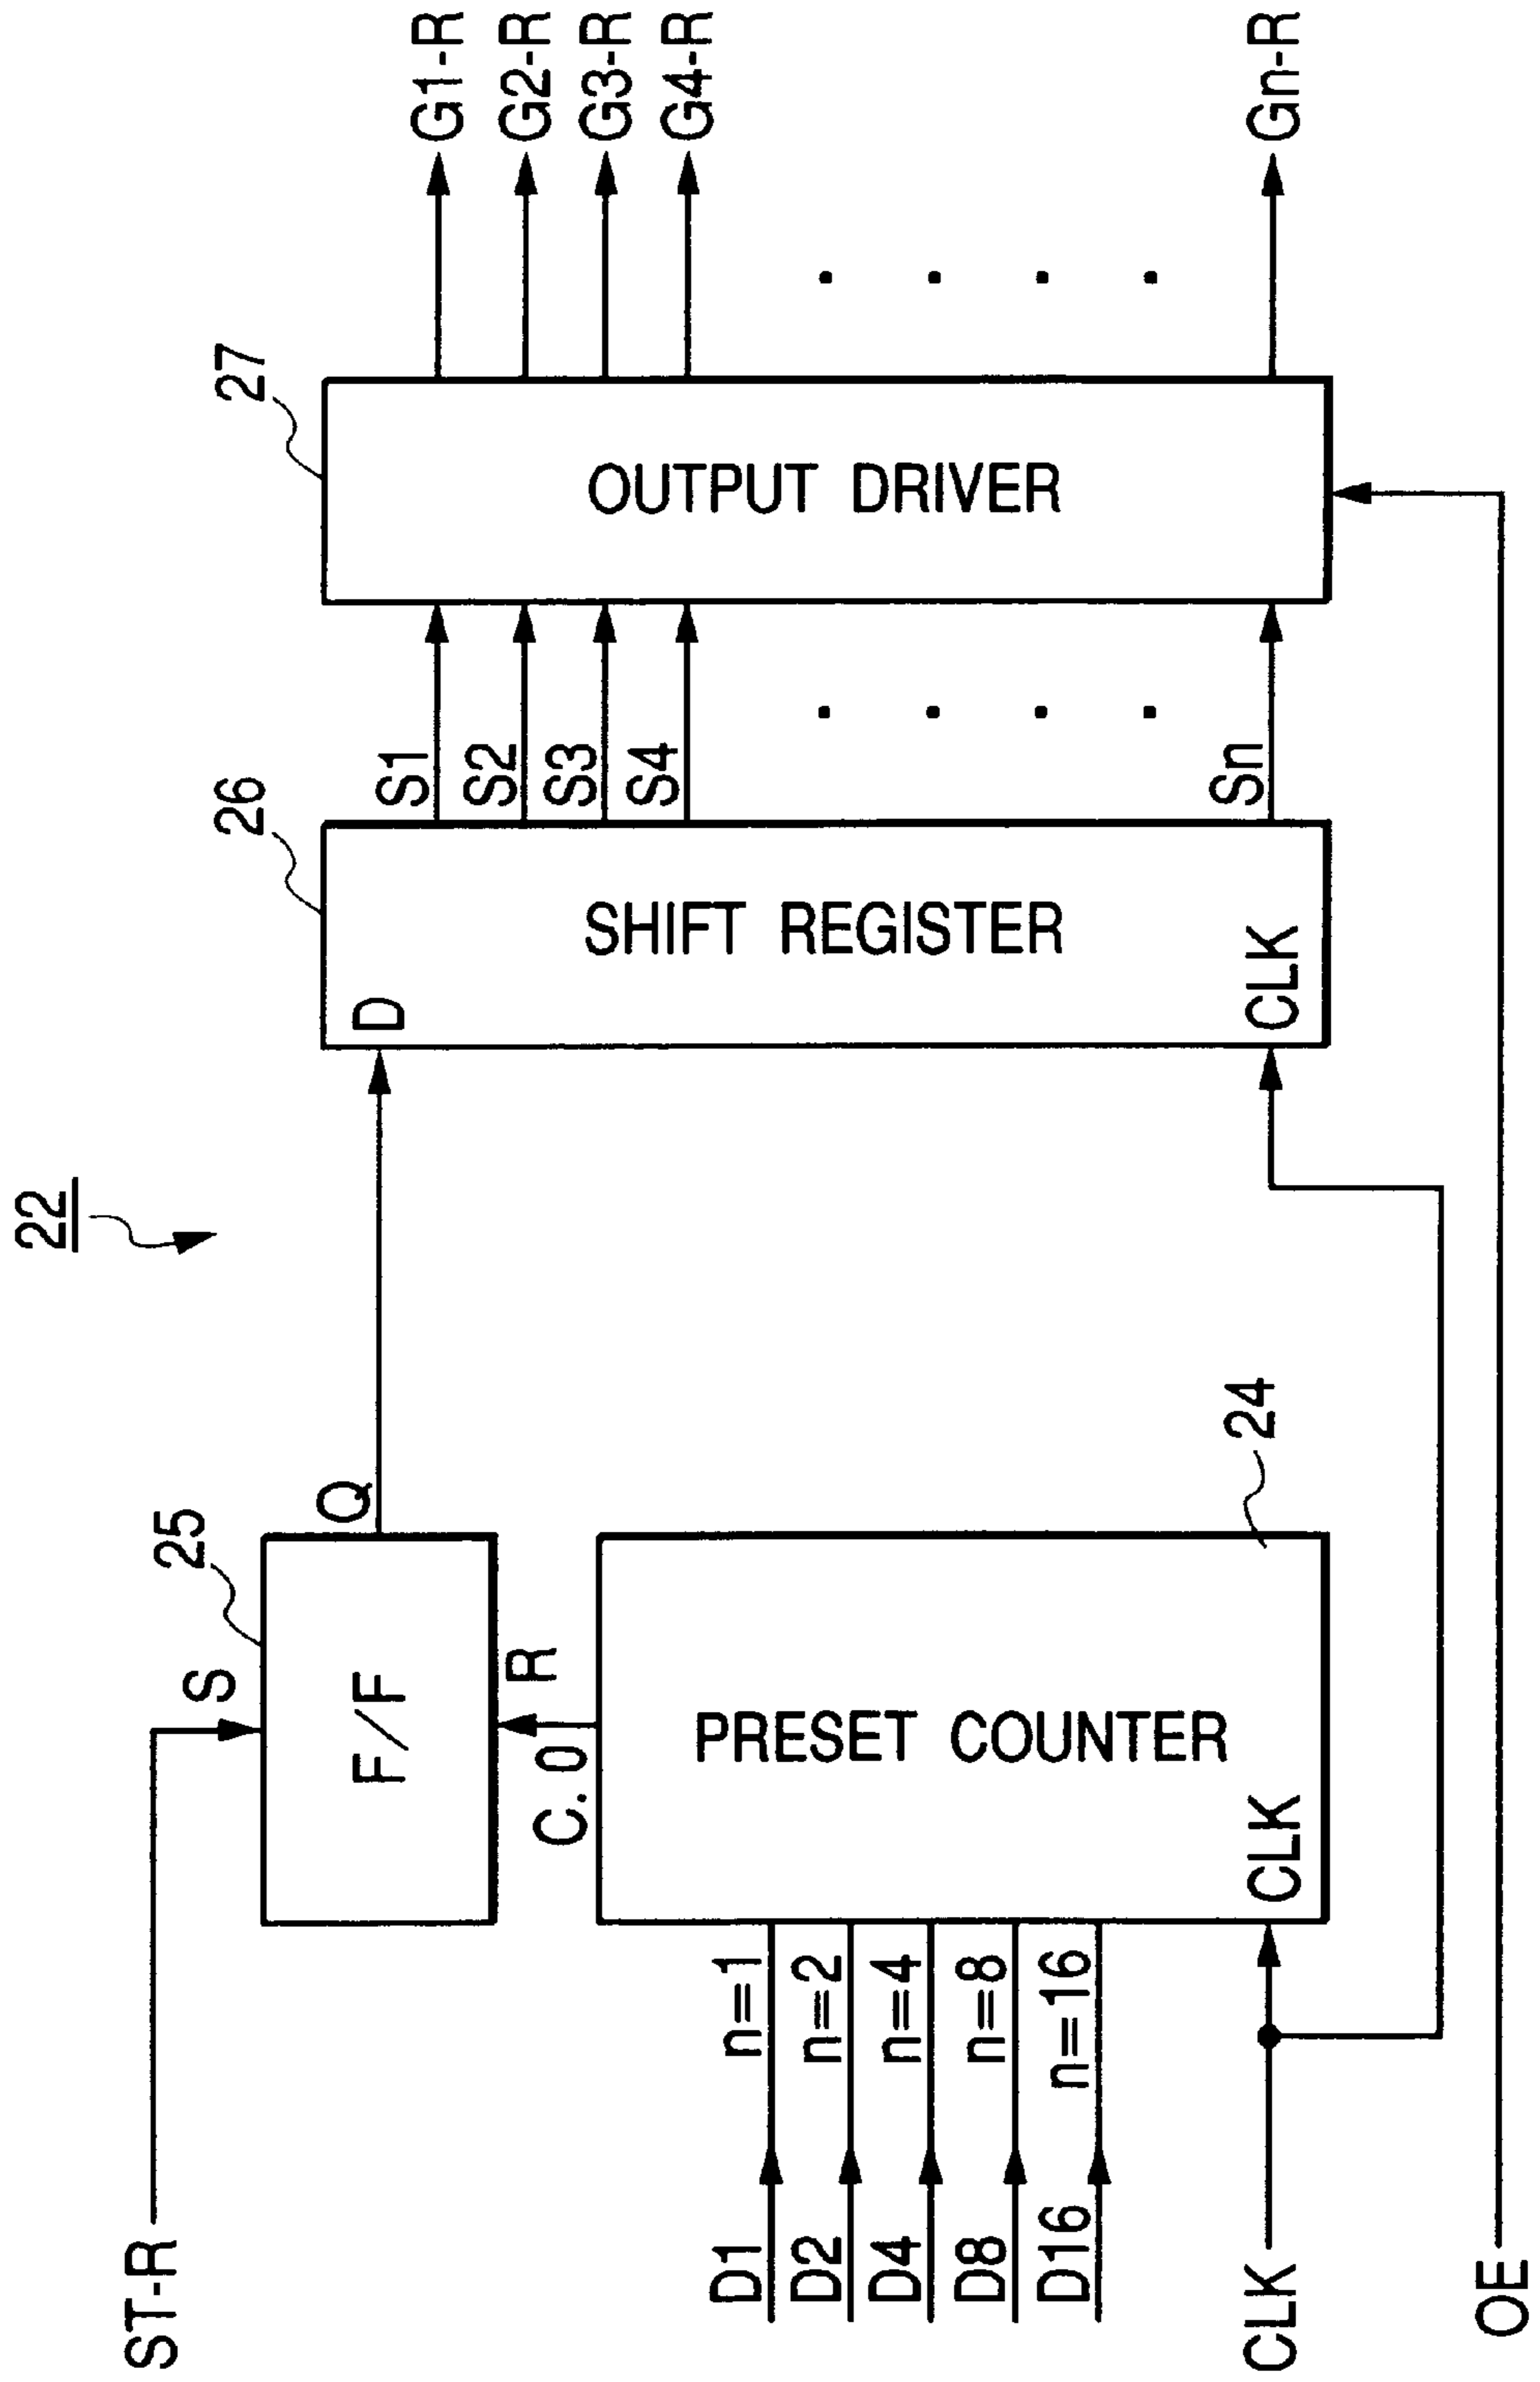 22
ST-R
S
25
F/F
Q
R
C.0
D1
n=1
D2
n=2
D4
n=4
D8
n=8
D16
n=16
PRESET COUNTER
24
CLK
CLK
OE
26
D
SHIFT REGISTER
CLK
S1
S2
S3
S4
Sn
27
OUTPUT DRIVER
G1-R
G2-R
G3-R
G4-R
Gn-R